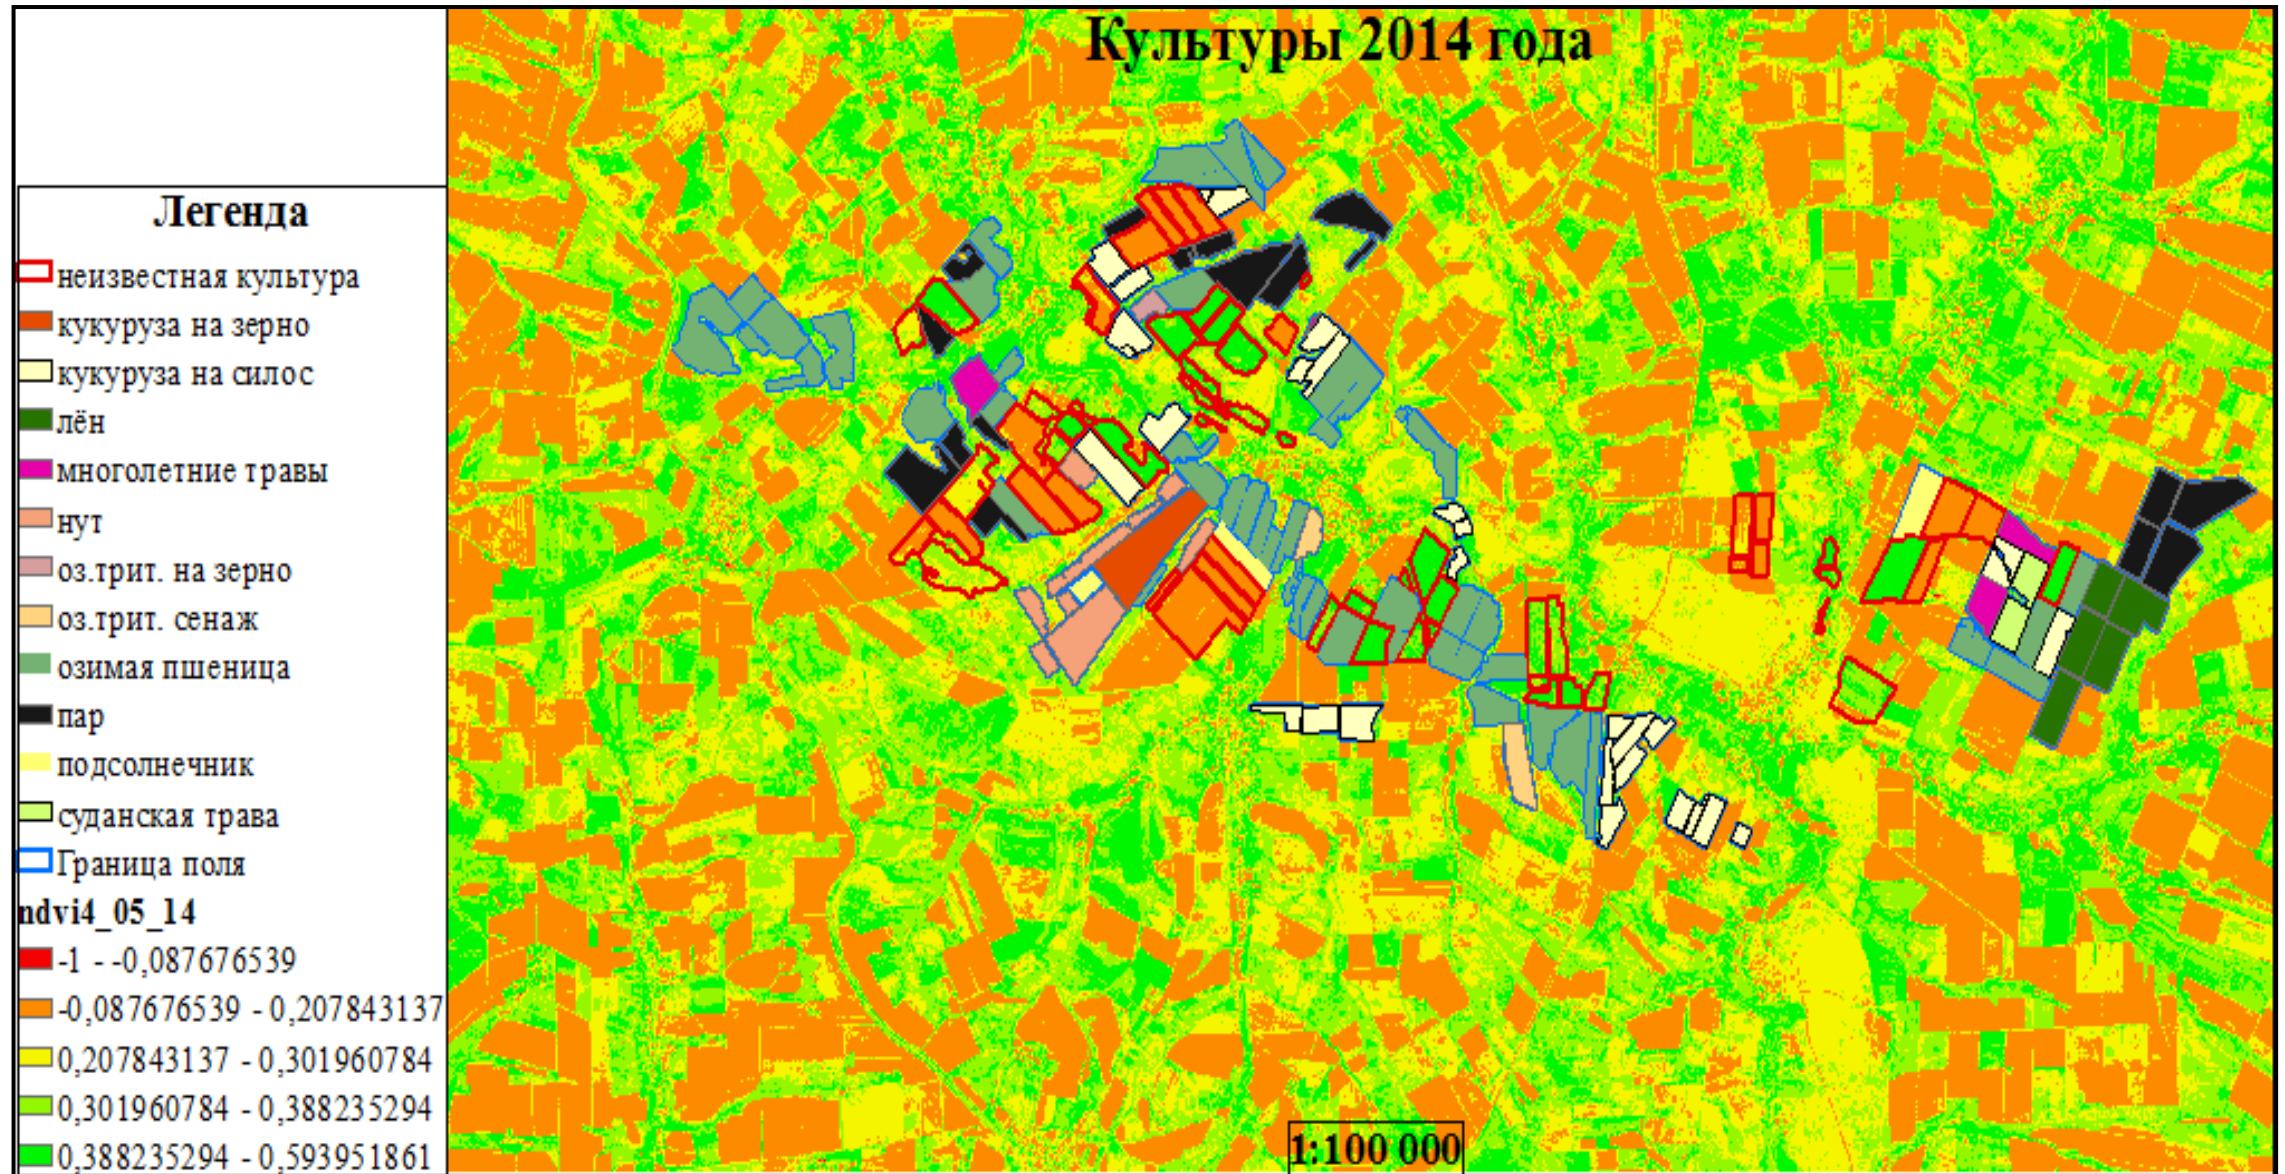 Культуры 2014 года
Легенда
неизвестная культура
кукуруза на зерно
кукуруза на силос
лён
многолетние травы
нут
оз.трит. на зерно
оз.трит. сенаж
озимая пшеница
пар
подсолнечник
суданская трава
Граница поля
ndvi4_05_14
-1 - -0,087676539
-0,087676539 - 0,207843137
0,207843137 - 0,301960784
0,301960784 - 0,388235294
0,388235294 - 0,593951861
1:100 000